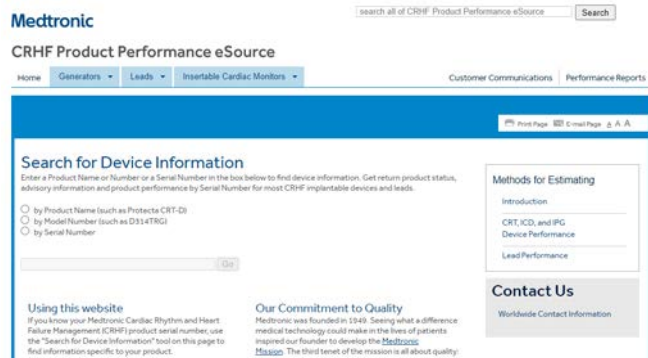 search all of CRHF Product Performance eSource Search
Medtronic
CRHF Product Performance eSource
Home Generators Leads Insertable Cardiac Monitors Customer Communications Performance Reports
Print Page E-mail Page A A A
Search for Device Information
Enter a Product Name or Number or a Serial Number in the box below to find device information. Get return product status,
advisory information and product performance by Serial Number for most CRHF implantable devices and leads.
by Product Name (such as Protecta CRT-D)
by Model Number (such as D314TRG)
by Serial Number
Go
Methods for Estimating
Introduction
CRT, ICD, and IPG
Device Performance
Lead Performance
Contact Us
Worldwide Contact Information
Using this website
If you know your Medtronic Cardiac Rhythm and Heart
Failure Management (CRHF) product serial number, use
the "Search for Device Information" tool on this page to
find information specific to your product.
Our Commitment to Quality
Medtronic was founded in 1949. Seeing what a difference
medical technology could make in the lives of patients
inspired our founder to develop the Medtronic
Mission. The third tenet of the mission is all about quality: